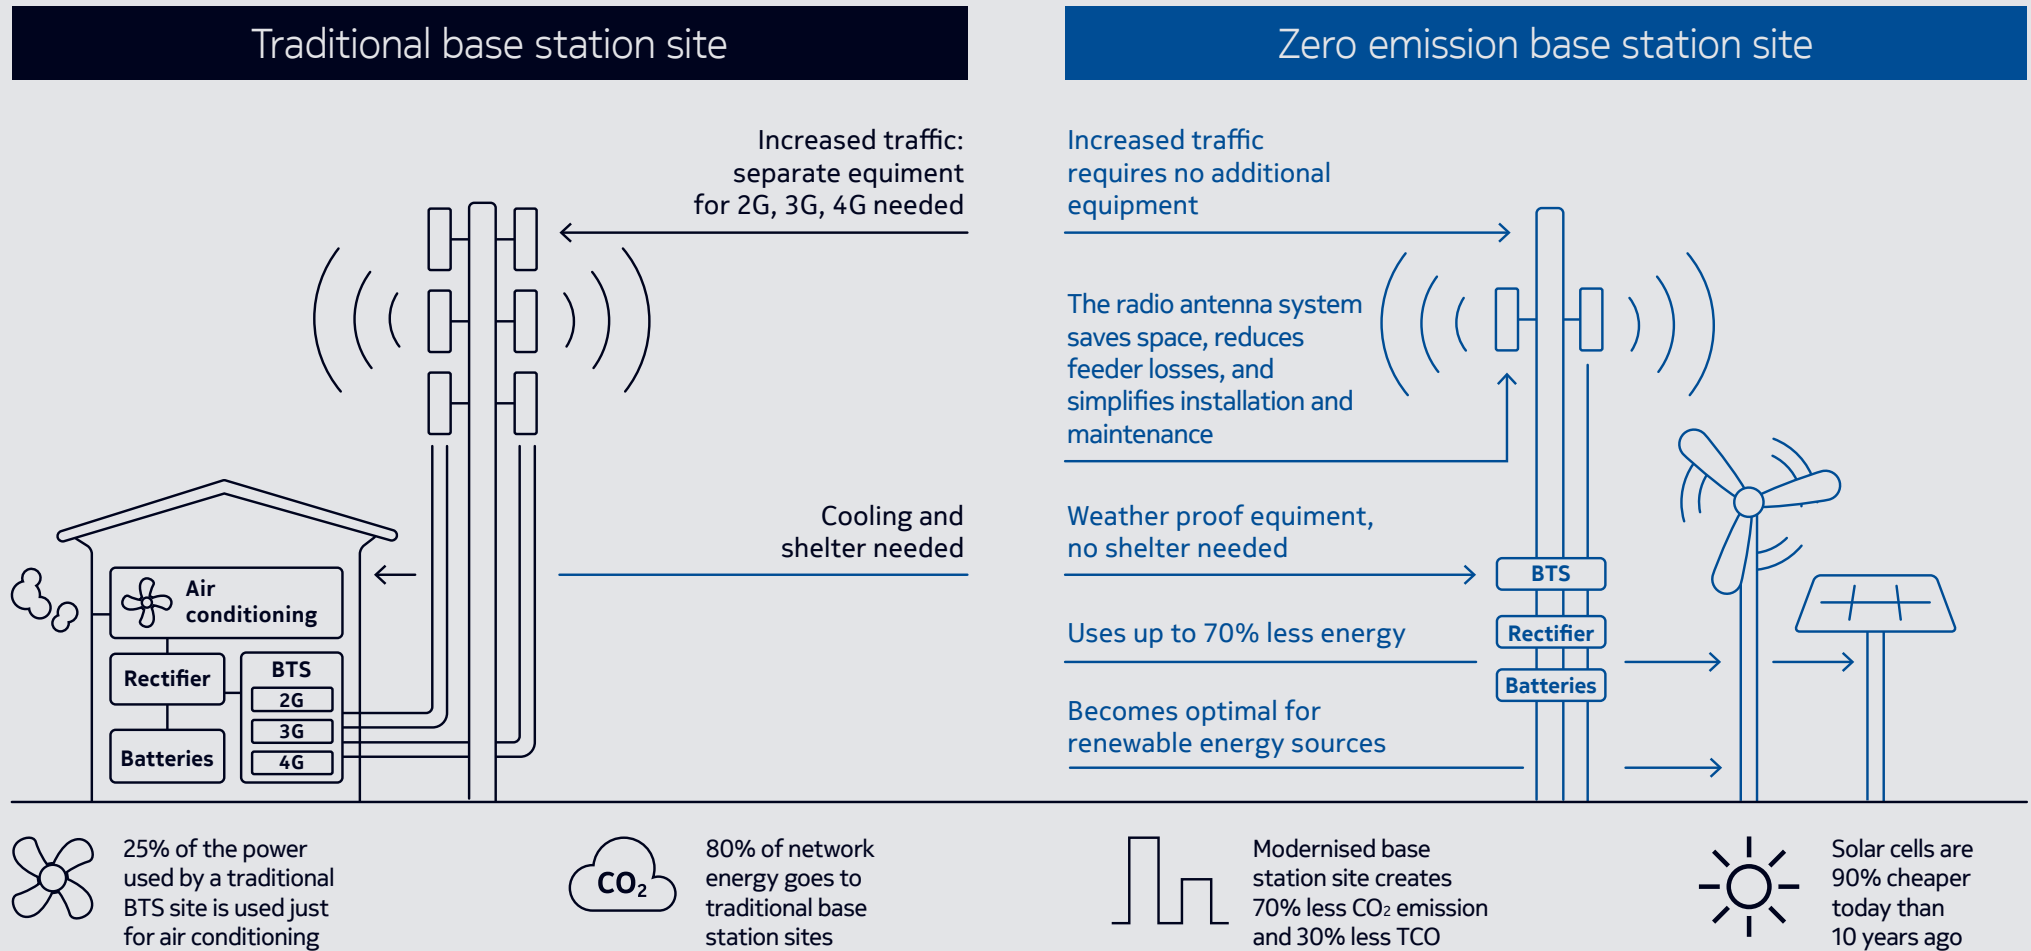 Traditional base station site
Increased traffic:
separate equiment
for 2G, 3G, 4G needed
Cooling and
shelter needed
Air
conditioning
Rectifier
Batteries
BTS
2G
3G
4G
Zero emission base station site
Increased traffic
requires no additional
equipment
The radio antenna system
saves space, reduces
feeder losses, and
simplifies installation and
maintenance
Weather proof equiment,
no shelter needed
Uses up to 70% less energy
Becomes optimal for
renewable energy sources
BTS
Rectifier
Batteries
25% of the power
used by a traditional
BTS site is used just
for air conditioning
CO₂
80% of network
energy goes to
traditional base
station sites
Modernised base
station site creates
70% less CO₂ emission
and 30% less TCO
Solar cells are
90% cheaper
today than
10 years ago